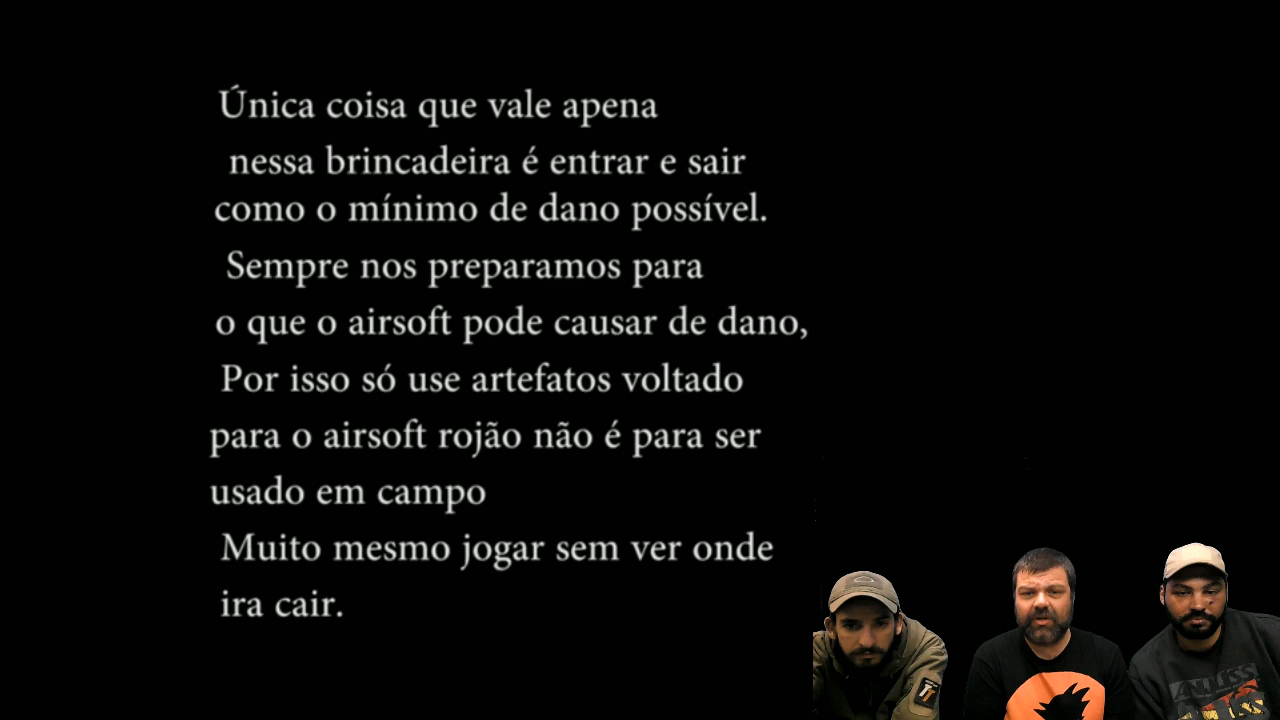 Única coisa que vale apena
nessa brincadeira é entrar e sair
como o mínimo de dano possível.
Sempre nos preparamos para
o que o airsoft pode causar de dano,
Por isso só use artefatos voltado
para o airsoft rojão não é para ser
usado em campo
Muito mesmo jogar sem ver onde
ira cair.